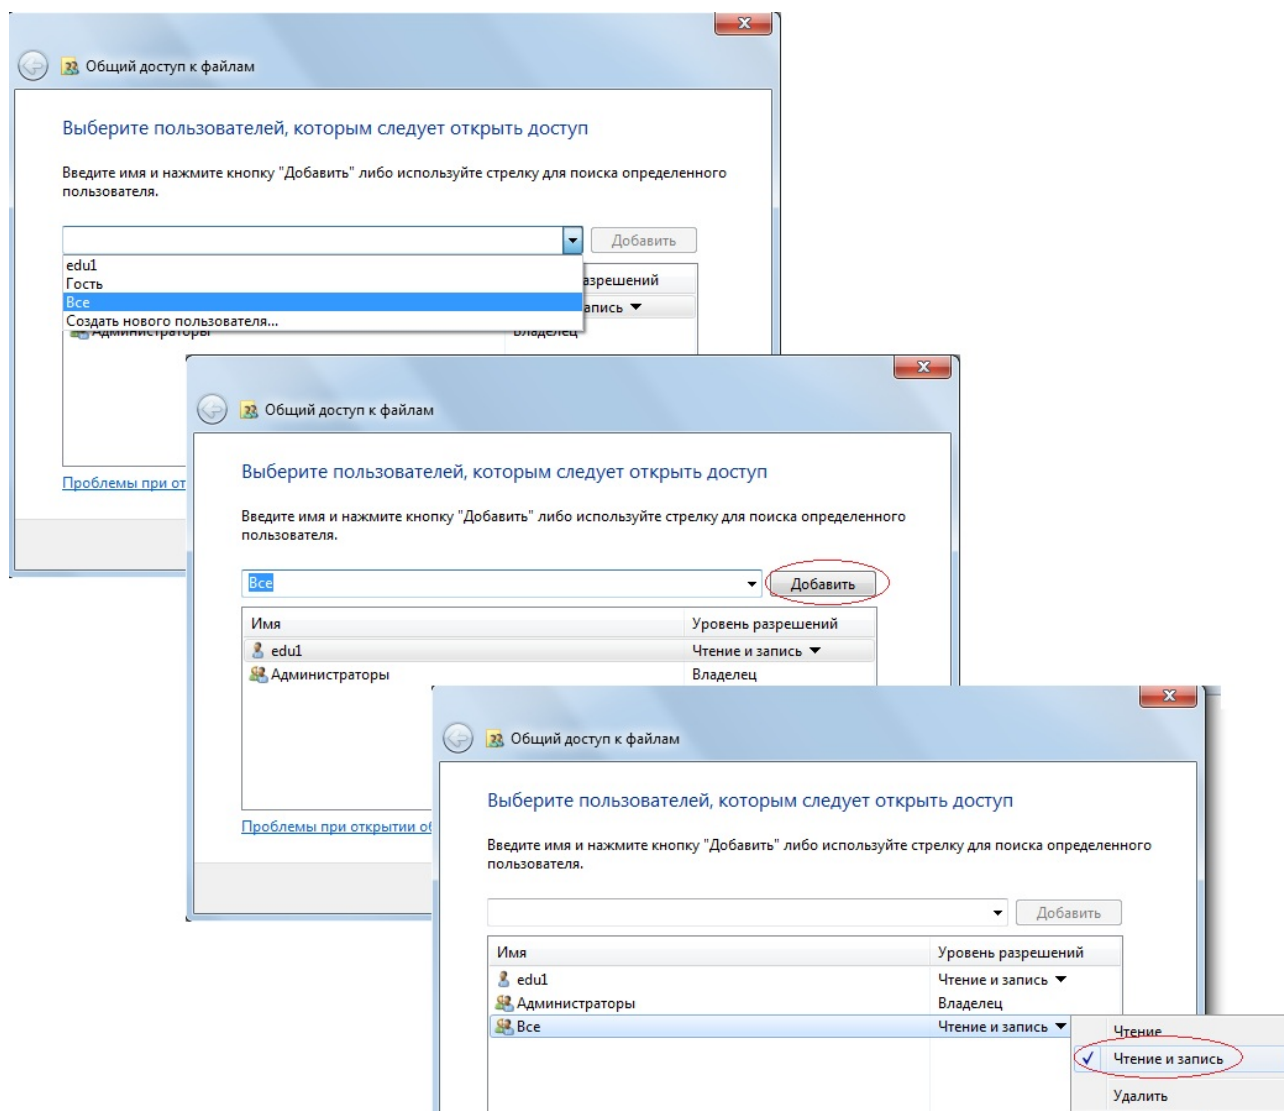 Общий доступ к файлам
Выберите пользователей, которым следует открыть доступ
Введите имя и нажмите кнопку "Добавить" либо используйте стрелку для поиска определенного
пользователя.
Добавить
edu1
Гость
Все
Создать нового пользователя...
азрешений
апись
Администраторы Владелец
Проблемы при от
Общий доступ к файлам
Выберите пользователей, которым следует открыть доступ
Введите имя и нажмите кнопку "Добавить" либо используйте стрелку для поиска определенного
пользователя.
Все Добавить
Имя Уровень разрешений
edu1 Чтение и запись
Администраторы Владелец
Проблемы при открытии об
Общий доступ к файлам
Выберите пользователей, которым следует открыть доступ
Введите имя и нажмите кнопку "Добавить" либо используйте стрелку для поиска определенного
пользователя.
Добавить
Имя Уровень разрешений
edu1 Чтение и запись
Администраторы Владелец
Все Чтение и запись
Чтение
Чтение и запись
Удалить